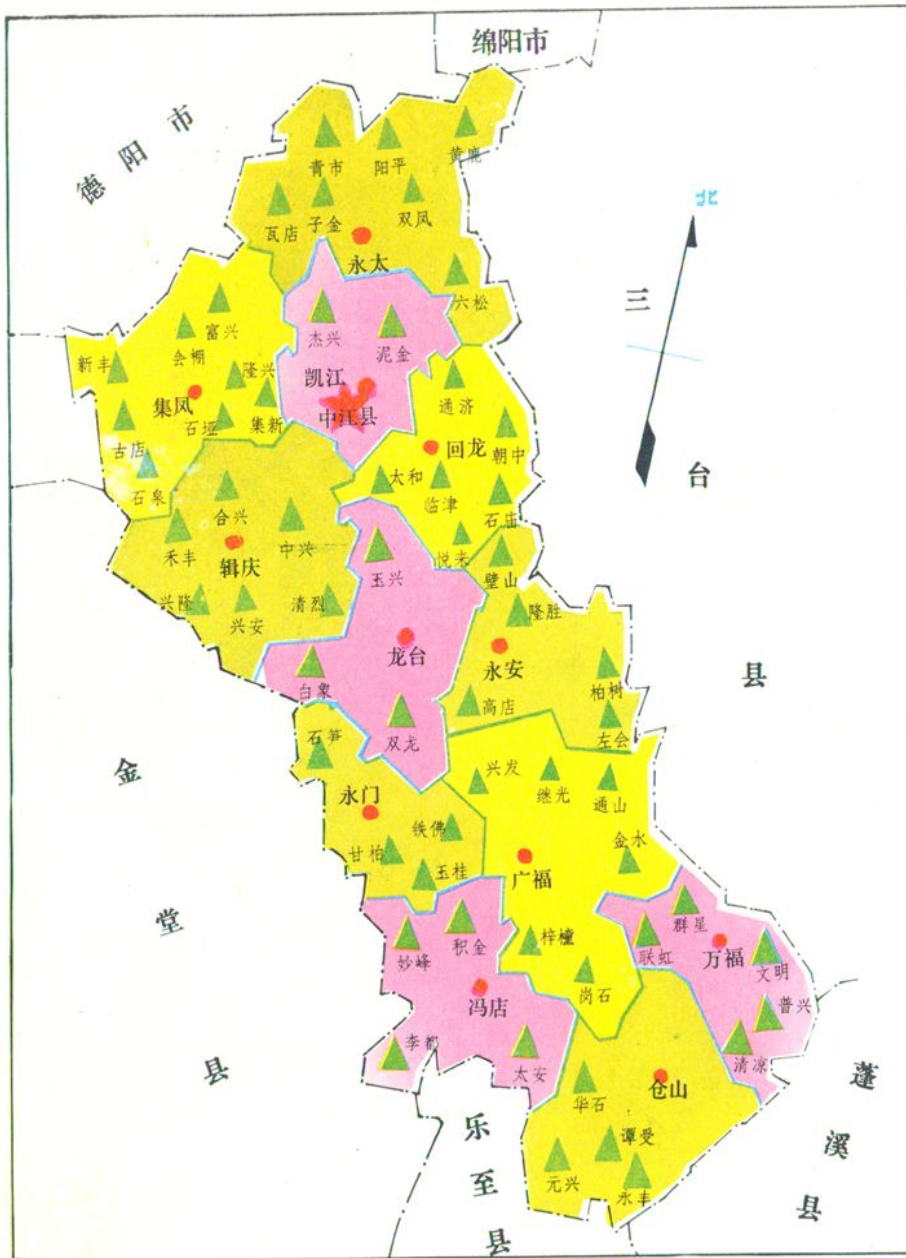 绵阳市
德阳市
北
三台县
金堂县
乐至县
蓬溪县
青市
阳平
黄鹿
瓦店
子金
双凤
永太
六松
杰兴
泥金
凯江
中江县
富兴
会棚
新丰
隆兴
集凤
石垭
集新
古店
石泉
通济
回龙
朝中
太和
临津
石庙
悦来
合兴
禾丰
中兴
辑庆
兴隆
兴安
清烈
玉兴
龙台
白象
双龙
壁山
隆胜
永安
柏树
高店
左会
石笋
永门
铁佛
甘柏
玉桂
兴发
继光
通山
金水
广福
梓橦
岗石
群星
联虹
万福
文明
普兴
清凉
妙峰
积金
冯店
李都
太安
仓山
华石
谭受
元兴
永丰